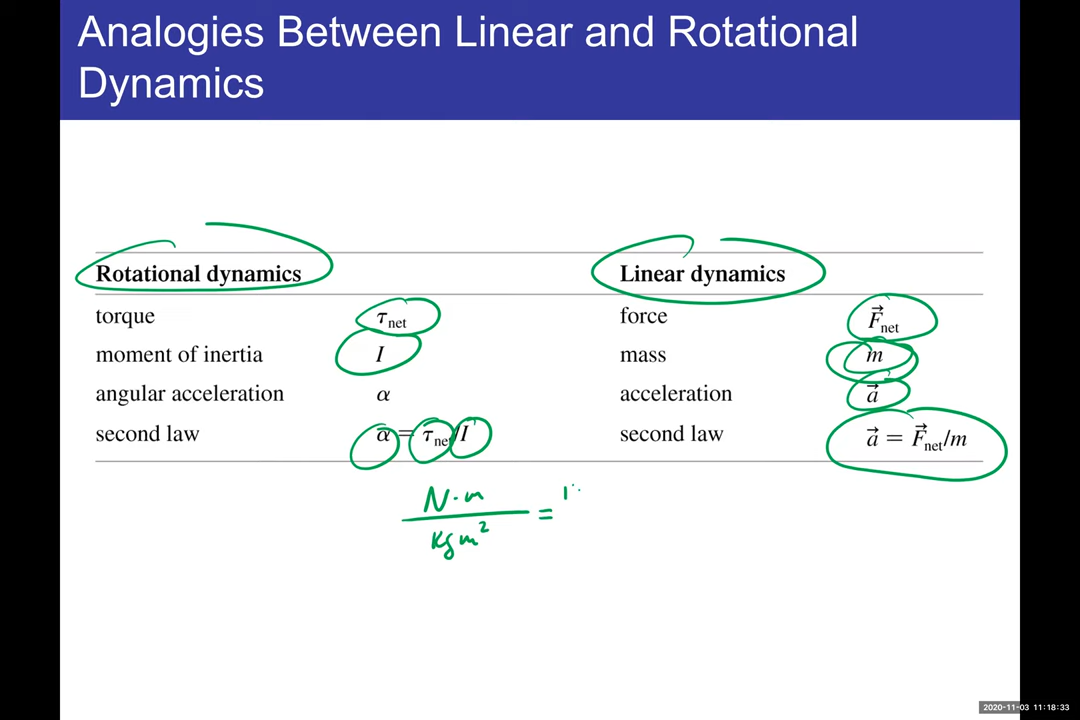 Analogies Between Linear and Rotational
Dynamics
Rotational dynamics Linear dynamics
torque τnet force F⃗net
moment of inertia I mass m
angular acceleration α acceleration a⃗
second law α = τnet/I second law a⃗ = F⃗net/m
N·m
kg m² =
2020-11-03 11:18:33